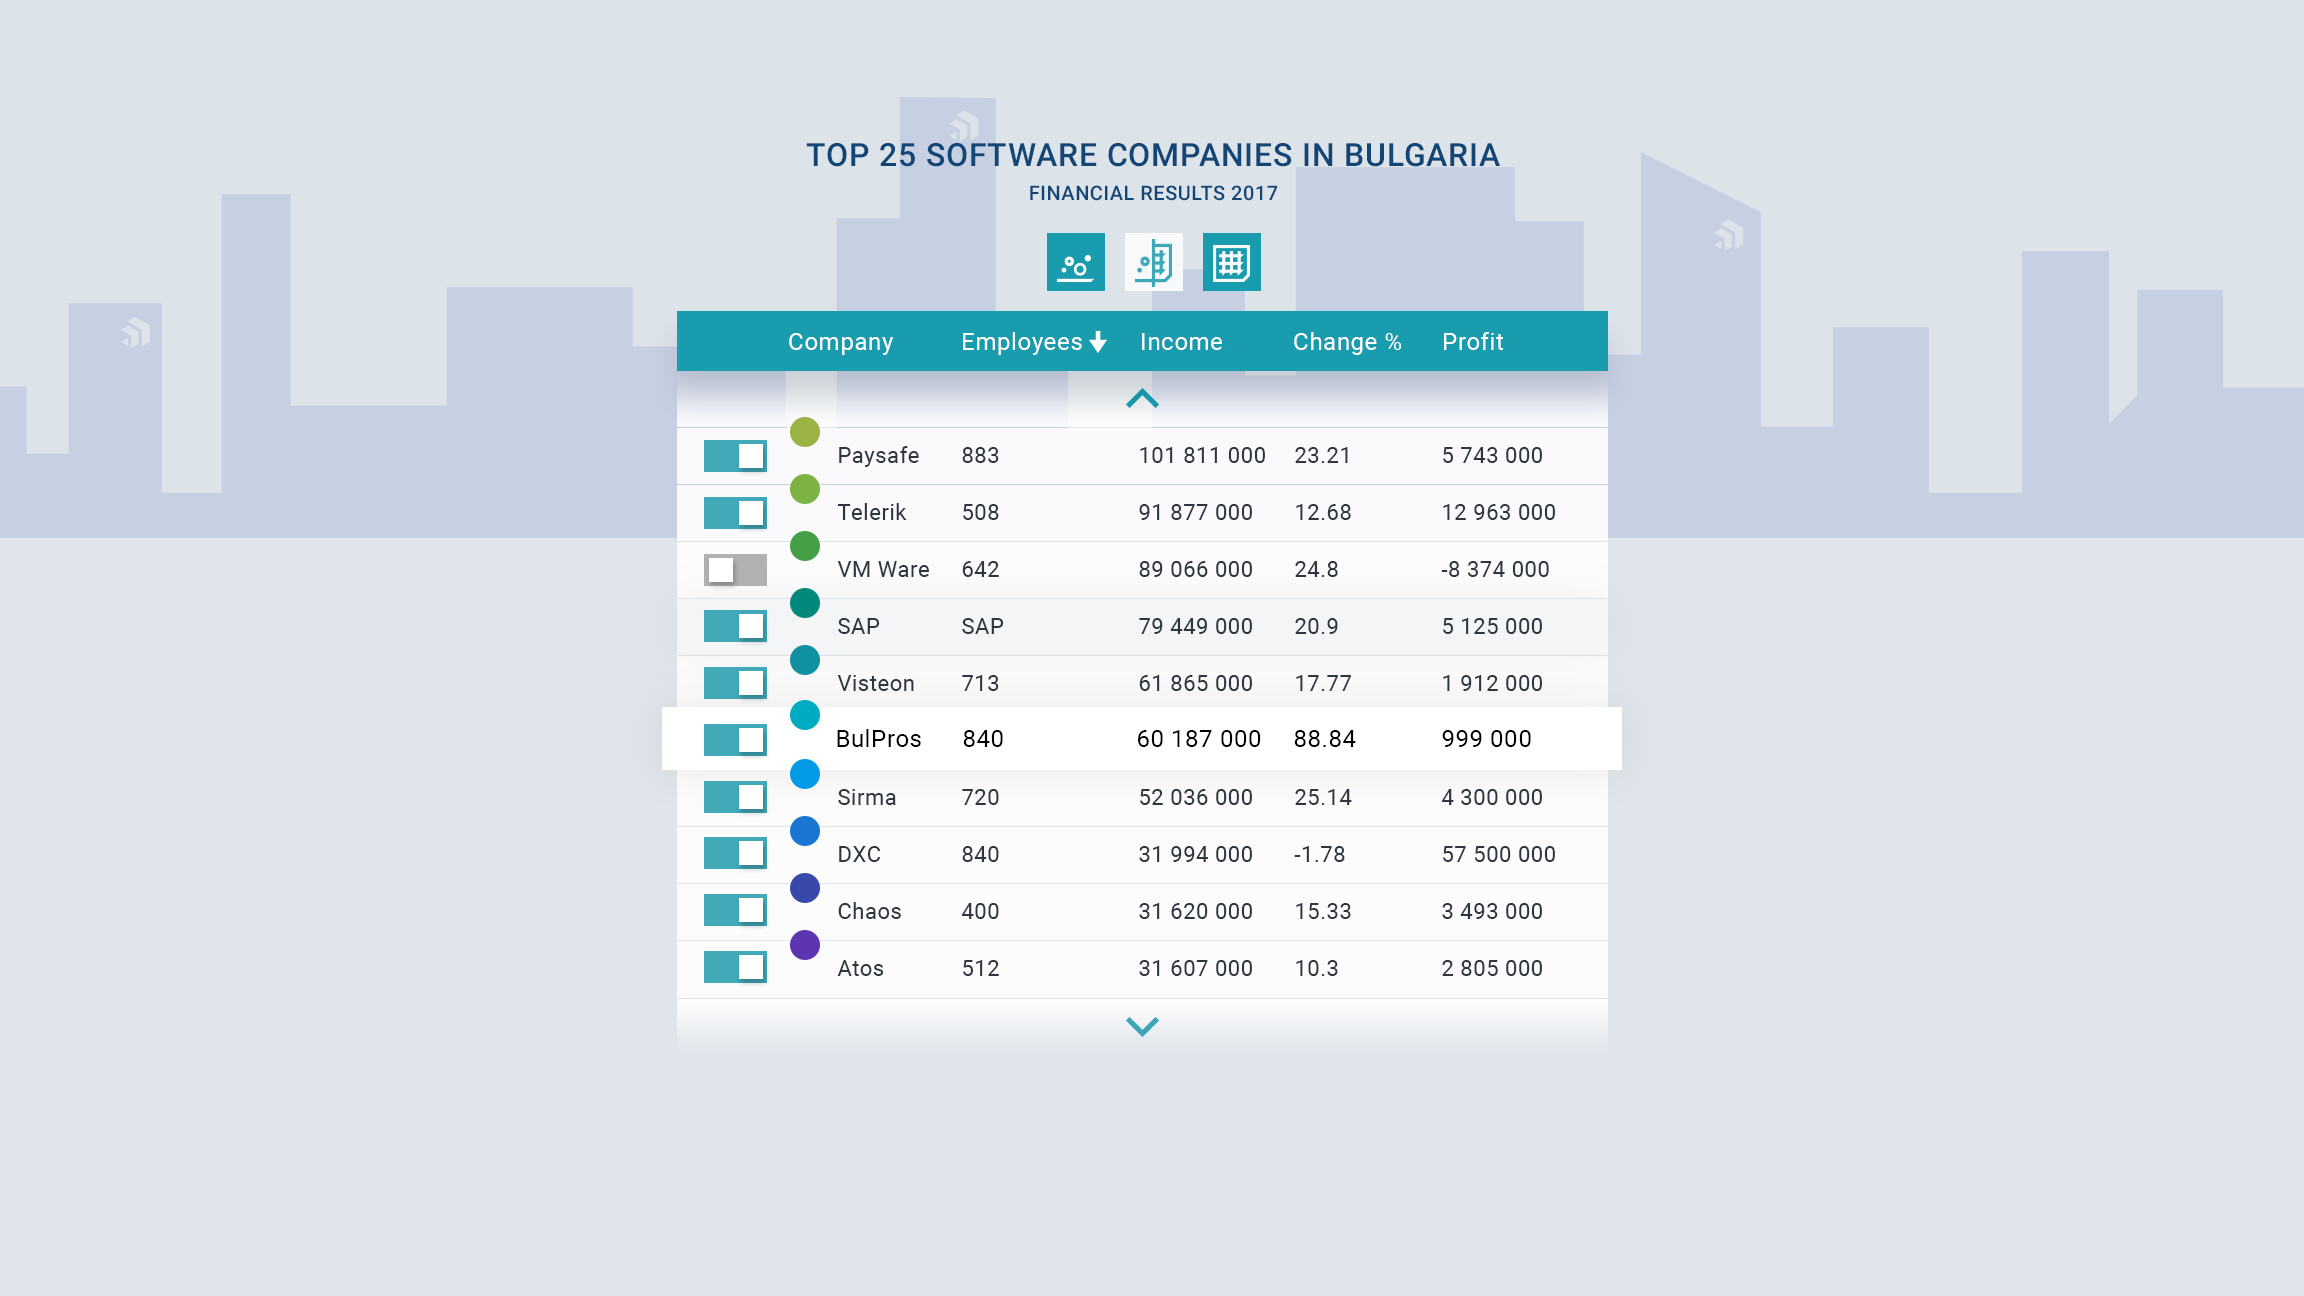 TOP 25 SOFTWARE COMPANIES IN BULGARIA
FINANCIAL RESULTS 2017
Company Employees Income Change % Profit
Paysafe 883 101 811 000 23.21 5 743 000
Telerik 508 91 877 000 12.68 12 963 000
VM Ware 642 89 066 000 24.8 -8 374 000
SAP SAP 79 449 000 20.9 5 125 000
Visteon 713 61 865 000 17.77 1 912 000
BulPros 840 60 187 000 88.84 999 000
Sirma 720 52 036 000 25.14 4 300 000
DXC 840 31 994 000 -1.78 57 500 000
Chaos 400 31 620 000 15.33 3 493 000
Atos 512 31 607 000 10.3 2 805 000